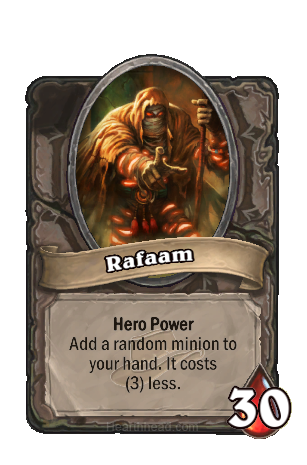 Rafaam
Hero Power
Add a random minion to
your hand. It costs
(3) less.
30